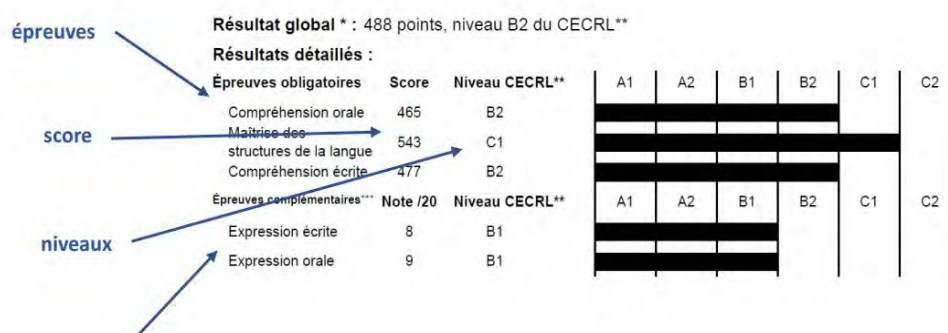 épreuves
Résultat global * : 488 points, niveau B2 du CECRL**
Résultats détaillés :
Épreuves obligatoires Score Niveau CECRL** A1 A2 B1 B2 C1 C2
Compréhension orale 465 B2
score
Maîtrise des
structures de la langue 543 C1
Compréhension écrite 477 B2
Épreuves complémentaires*** Note /20 Niveau CECRL** A1 A2 B1 B2 C1 C2
niveaux
Expression écrite 8 B1
Expression orale 9 B1